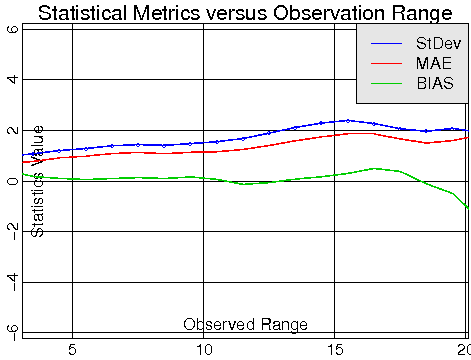 Statistical Metrics versus Observation Range
StDev
MAE
BIAS
6
4
2
0
-2
-4
-6
Statistics Value
Observed Range
5
10
15
20